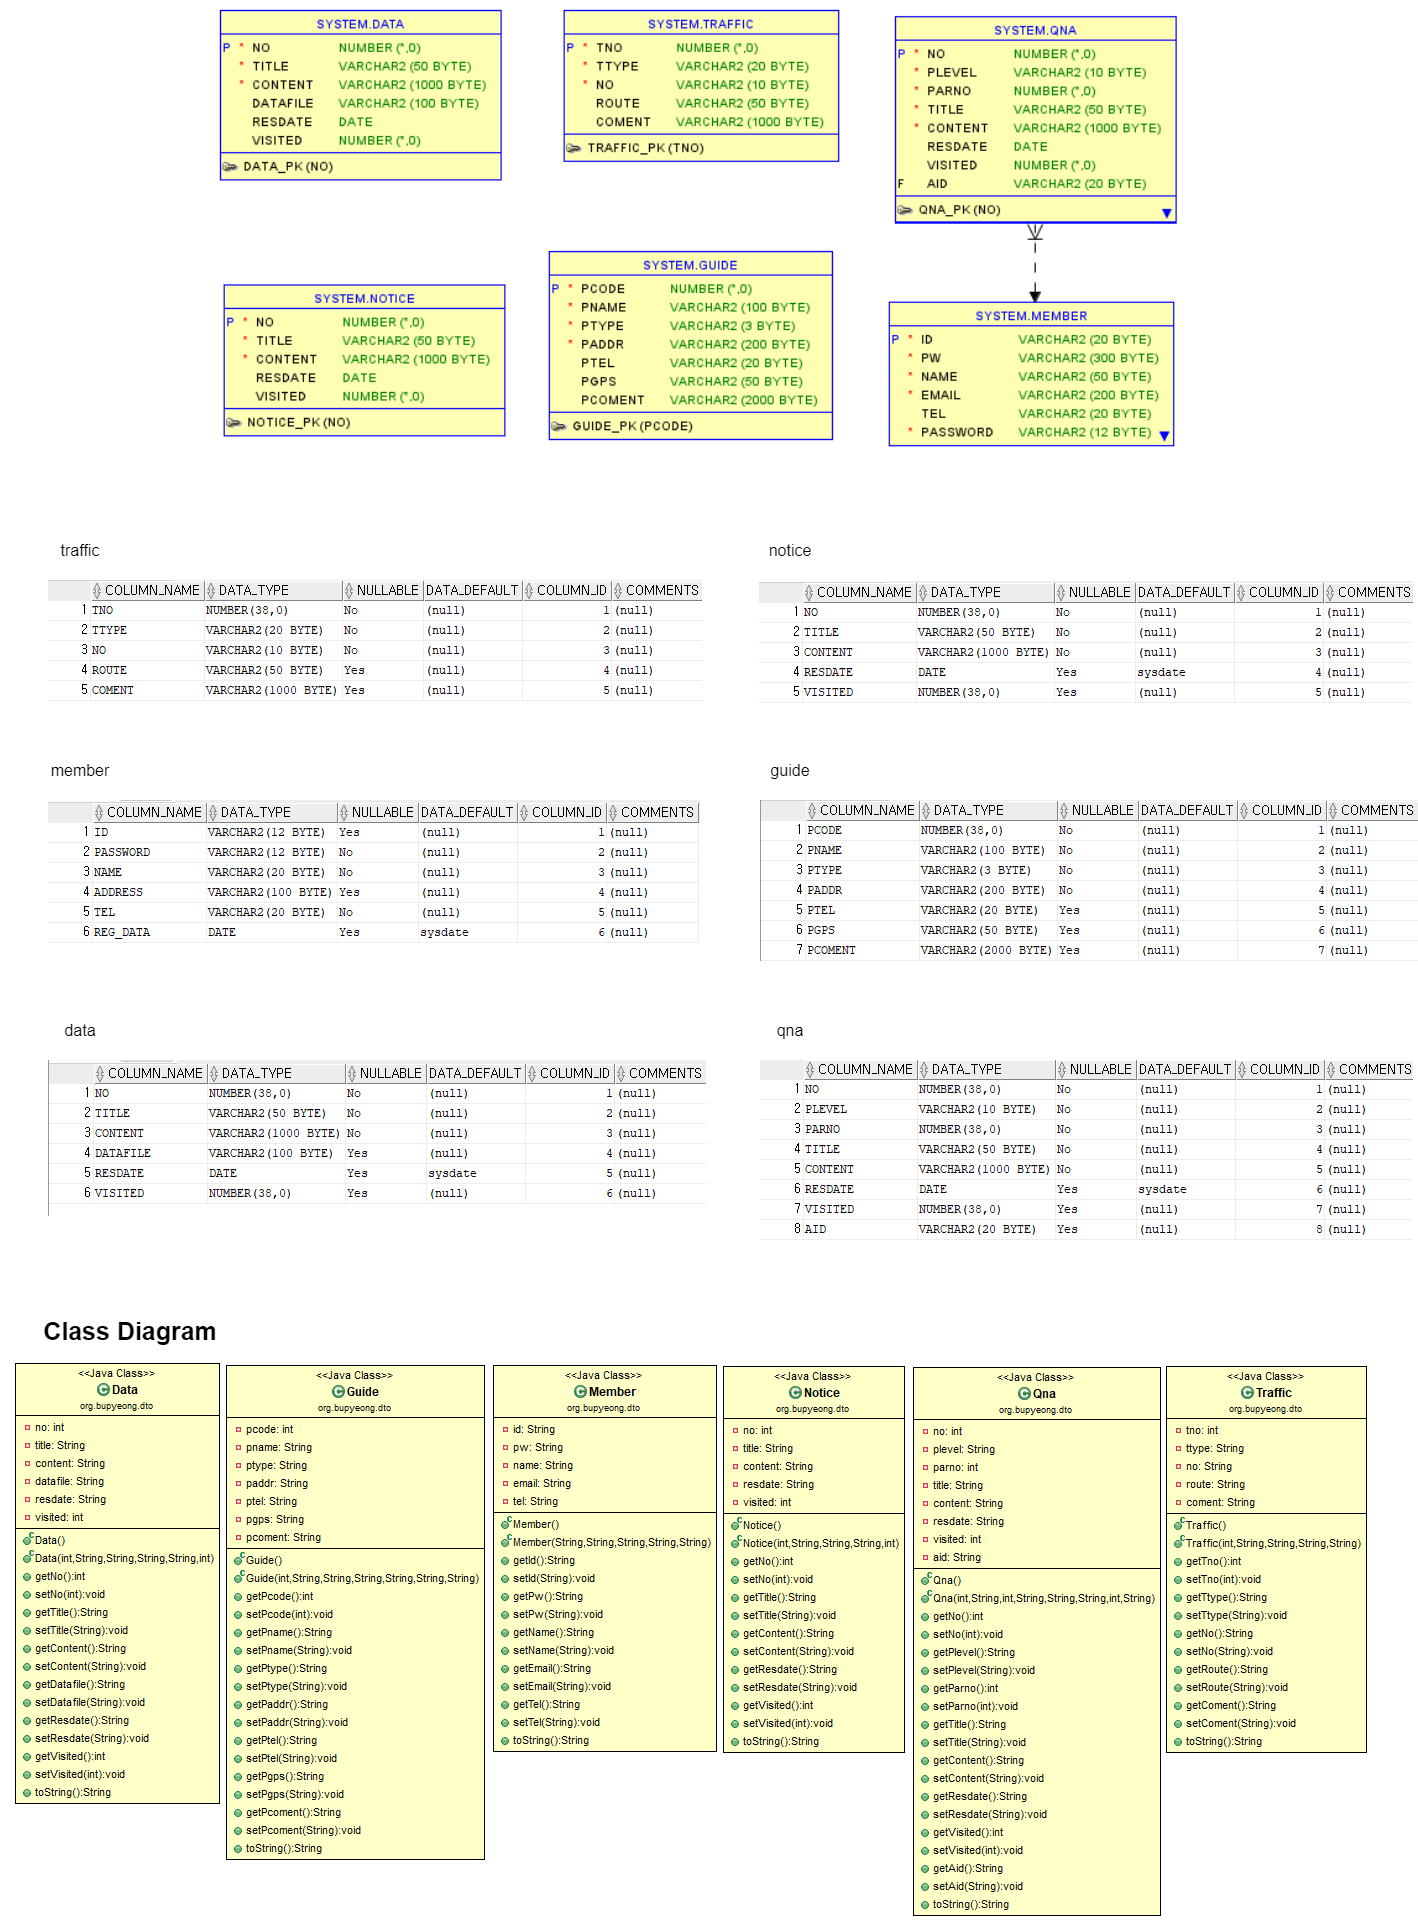 SYSTEM.DATA
P * NO NUMBER (*,0)
* TITLE VARCHAR2 (50 BYTE)
* CONTENT VARCHAR2 (1000 BYTE)
DATAFILE VARCHAR2 (100 BYTE)
RESDATE DATE
VISITED NUMBER (*,0)
DATA_PK (NO)
SYSTEM.TRAFFIC
P * TNO NUMBER (*,0)
* TTYPE VARCHAR2 (20 BYTE)
* NO VARCHAR2 (10 BYTE)
ROUTE VARCHAR2 (50 BYTE)
COMENT VARCHAR2 (1000 BYTE)
TRAFFIC_PK (TNO)
SYSTEM.QNA
P * NO NUMBER (*,0)
* PLEVEL VARCHAR2 (10 BYTE)
* PARNO NUMBER (*,0)
* TITLE VARCHAR2 (50 BYTE)
* CONTENT VARCHAR2 (1000 BYTE)
RESDATE DATE
VISITED NUMBER (*,0)
F AID VARCHAR2 (20 BYTE)
QNA_PK (NO)
SYSTEM.NOTICE
P * NO NUMBER (*,0)
* TITLE VARCHAR2 (50 BYTE)
* CONTENT VARCHAR2 (1000 BYTE)
RESDATE DATE
VISITED NUMBER (*,0)
NOTICE_PK (NO)
SYSTEM.GUIDE
P * PCODE NUMBER (*,0)
* PNAME VARCHAR2 (100 BYTE)
* PTYPE VARCHAR2 (3 BYTE)
* PADDR VARCHAR2 (200 BYTE)
PTEL VARCHAR2 (20 BYTE)
PGPS VARCHAR2 (50 BYTE)
PCOMENT VARCHAR2 (2000 BYTE)
GUIDE_PK (PCODE)
SYSTEM.MEMBER
P * ID VARCHAR2 (20 BYTE)
* PW VARCHAR2 (300 BYTE)
* NAME VARCHAR2 (50 BYTE)
* EMAIL VARCHAR2 (200 BYTE)
TEL VARCHAR2 (20 BYTE)
* PASSWORD VARCHAR2 (12 BYTE)
traffic
COLUMN_NAME DATA_TYPE NULLABLE DATA_DEFAULT COLUMN_ID COMMENTS
1 TNO NUMBER(38,0) No (null) 1 (null)
2 TTYPE VARCHAR2(20 BYTE) No (null) 2 (null)
3 NO VARCHAR2(10 BYTE) No (null) 3 (null)
4 ROUTE VARCHAR2(50 BYTE) Yes (null) 4 (null)
5 COMENT VARCHAR2(1000 BYTE) Yes (null) 5 (null)
notice
COLUMN_NAME DATA_TYPE NULLABLE DATA_DEFAULT COLUMN_ID COMMENTS
1 NO NUMBER(38,0) No (null) 1 (null)
2 TITLE VARCHAR2(50 BYTE) No (null) 2 (null)
3 CONTENT VARCHAR2(1000 BYTE) No (null) 3 (null)
4 RESDATE DATE Yes sysdate 4 (null)
5 VISITED NUMBER(38,0) Yes (null) 5 (null)
member
COLUMN_NAME DATA_TYPE NULLABLE DATA_DEFAULT COLUMN_ID COMMENTS
1 ID VARCHAR2(12 BYTE) Yes (null) 1 (null)
2 PASSWORD VARCHAR2(12 BYTE) No (null) 2 (null)
3 NAME VARCHAR2(20 BYTE) No (null) 3 (null)
4 ADDRESS VARCHAR2(100 BYTE) Yes (null) 4 (null)
5 TEL VARCHAR2(20 BYTE) No (null) 5 (null)
6 REG_DATA DATE Yes sysdate 6 (null)
guide
COLUMN_NAME DATA_TYPE NULLABLE DATA_DEFAULT COLUMN_ID COMMENTS
1 PCODE NUMBER(38,0) No (null) 1 (null)
2 PNAME VARCHAR2(100 BYTE) No (null) 2 (null)
3 PTYPE VARCHAR2(3 BYTE) No (null) 3 (null)
4 PADDR VARCHAR2(200 BYTE) No (null) 4 (null)
5 PTEL VARCHAR2(20 BYTE) Yes (null) 5 (null)
6 PGPS VARCHAR2(50 BYTE) Yes (null) 6 (null)
7 PCOMENT VARCHAR2(2000 BYTE) Yes (null) 7 (null)
data
COLUMN_NAME DATA_TYPE NULLABLE DATA_DEFAULT COLUMN_ID COMMENTS
1 NO NUMBER(38,0) No (null) 1 (null)
2 TITLE VARCHAR2(50 BYTE) No (null) 2 (null)
3 CONTENT VARCHAR2(1000 BYTE) No (null) 3 (null)
4 DATAFILE VARCHAR2(100 BYTE) Yes (null) 4 (null)
5 RESDATE DATE Yes sysdate 5 (null)
6 VISITED NUMBER(38,0) Yes (null) 6 (null)
qna
COLUMN_NAME DATA_TYPE NULLABLE DATA_DEFAULT COLUMN_ID COMMENTS
1 NO NUMBER(38,0) No (null) 1 (null)
2 PLEVEL VARCHAR2(10 BYTE) No (null) 2 (null)
3 PARNO NUMBER(38,0) No (null) 3 (null)
4 TITLE VARCHAR2(50 BYTE) No (null) 4 (null)
5 CONTENT VARCHAR2(1000 BYTE) No (null) 5 (null)
6 RESDATE DATE Yes sysdate 6 (null)
7 VISITED NUMBER(38,0) Yes (null) 7 (null)
8 AID VARCHAR2(20 BYTE) Yes (null) 8 (null)
Class Diagram
<<Java Class>>
C Data
org.bupyeong.dto
no: int
title: String
content: String
datafile: String
resdate: String
visited: int
Data()
Data(int,String,String,String,String,int)
getNo():int
setNo(int):void
getTitle():String
setTitle(String):void
getContent():String
setContent(String):void
getDatafile():String
setDatafile(String):void
getResdate():String
setResdate(String):void
getVisited():int
setVisited(int):void
toString():String
<<Java Class>>
C Guide
org.bupyeong.dto
pcode: int
pname: String
ptype: String
paddr: String
ptel: String
pgps: String
pcoment: String
Guide()
Guide(int,String,String,String,String,String,String)
getPcode():int
setPcode(int):void
getPname():String
setPname(String):void
getPtype():String
setPtype(String):void
getPaddr():String
setPaddr(String):void
getPtel():String
setPtel(String):void
getPgps():String
setPgps(String):void
getPcoment():String
setPcoment(String):void
toString():String
<<Java Class>>
C Member
org.bupyeong.dto
id: String
pw: String
name: String
email: String
tel: String
Member()
Member(String,String,String,String,String)
getId():String
setId(String):void
getPw():String
setPw(String):void
getName():String
setName(String):void
getEmail():String
setEmail(String):void
getTel():String
setTel(String):void
toString():String
<<Java Class>>
C Notice
org.bupyeong.dto
no: int
title: String
content: String
resdate: String
visited: int
Notice()
Notice(int,String,String,String,int)
getNo():int
setNo(int):void
getTitle():String
setTitle(String):void
getContent():String
setContent(String):void
getResdate():String
setResdate(String):void
getVisited():int
setVisited(int):void
toString():String
<<Java Class>>
C Qna
org.bupyeong.dto
no: int
plevel: String
parno: int
title: String
content: String
resdate: String
visited: int
aid: String
Qna()
Qna(int,String,int,String,String,String,int,String)
getNo():int
setNo(int):void
getPlevel():String
setPlevel(String):void
getParno():int
setParno(int):void
getTitle():String
setTitle(String):void
getContent():String
setContent(String):void
getResdate():String
setResdate(String):void
getVisited():int
setVisited(int):void
getAid():String
setAid(String):void
toString():String
<<Java Class>>
C Traffic
org.bupyeong.dto
tno: int
ttype: String
no: String
route: String
coment: String
Traffic()
Traffic(int,String,String,String,String)
getTno():int
setTno(int):void
getTtype():String
setTtype(String):void
getNo():String
setNo(String):void
getRoute():String
setRoute(String):void
getComent():String
setComent(String):void
toString():String